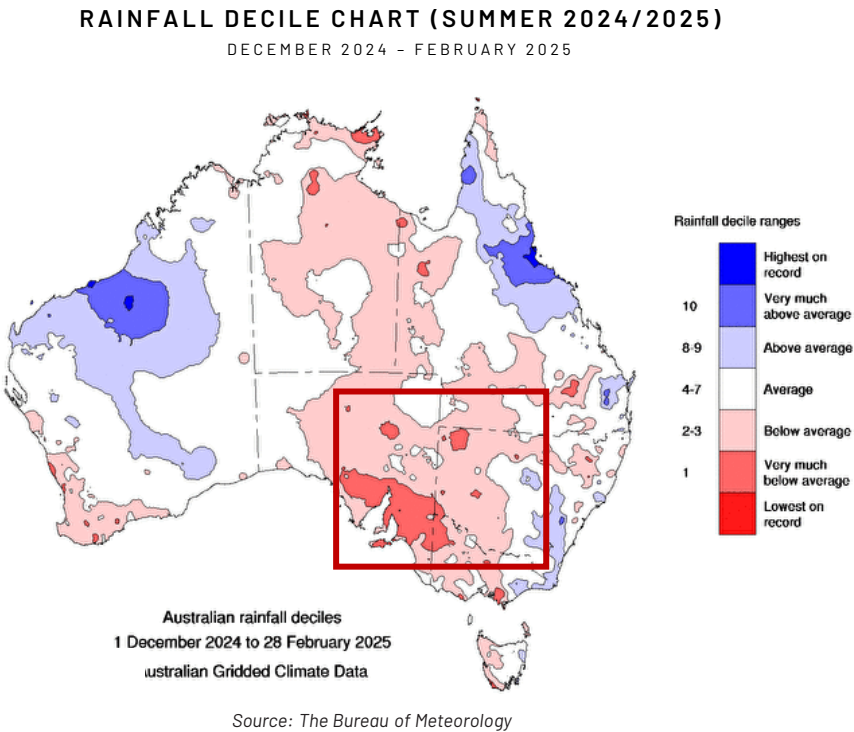 RAINFALL DECILE CHART (SUMMER 2024/2025)
DECEMBER 2024 – FEBRUARY 2025
Rainfall decile ranges
Highest on
record
10 Very much
above average
8-9 Above average
4-7 Average
2-3 Below average
1 Very much
below average
Lowest on
record
Australian rainfall deciles
1 December 2024 to 28 February 2025
ustralian Gridded Climate Data
Source: The Bureau of Meteorology